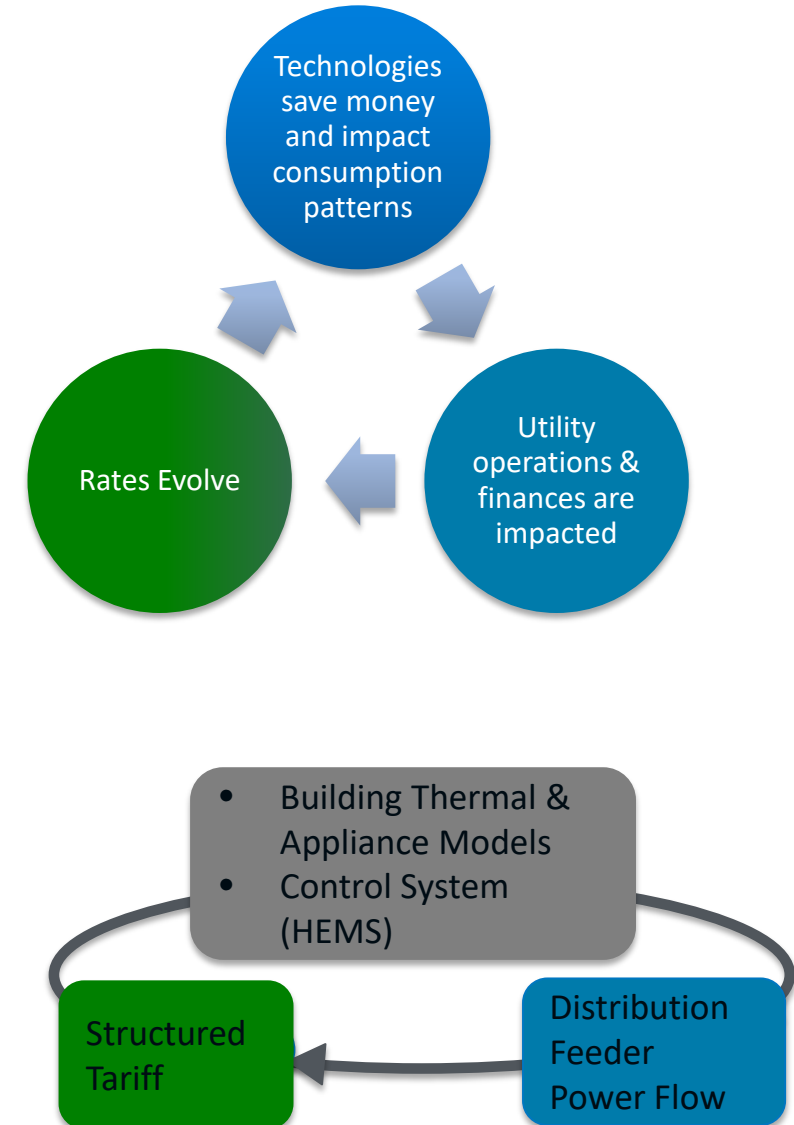 Technologies
save money
and impact
consumption
patterns
Utility
operations &
finances are
impacted
Rates Evolve
• Building Thermal &
Appliance Models
• Control System
(HEMS)
Structured
Tariff
Distribution
Feeder
Power Flow